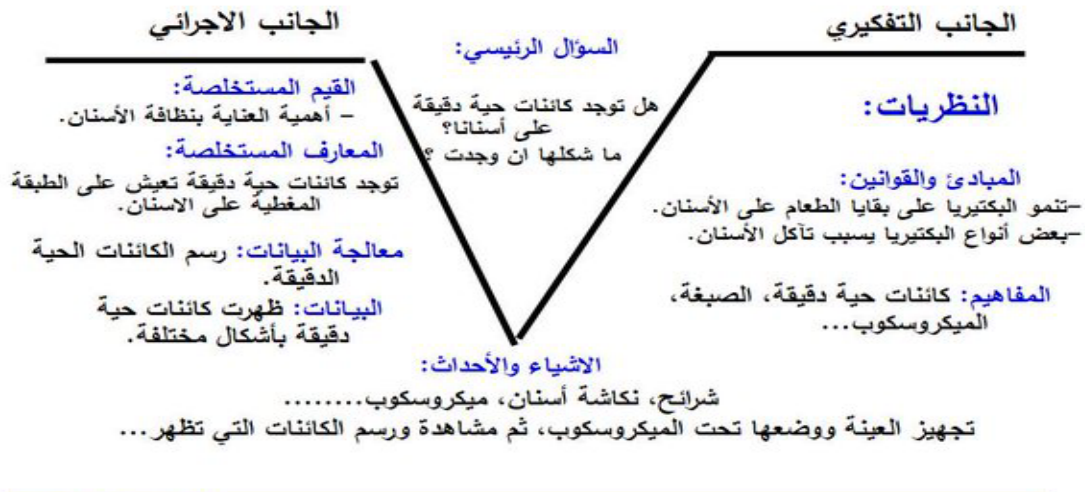 الجانب التفكيري
النظريات:
المبادئ والقوانين:
–تنمو البكتيريا على بقايا الطعام على الأسنان.
–بعض أنواع البكتيريا يسبب تآكل الأسنان.
المفاهيم: كائنات حية دقيقة، الصبغة،
الميكروسكوب...
السؤال الرئيسي:
هل توجد كائنات حية دقيقة
على أسنانا؟
ما شكلها ان وجدت ؟
الجانب الاجرائي
القيم المستخلصة:
– أهمية العناية بنظافة الأسنان.
المعارف المستخلصة:
توجد كائنات حية دقيقة تعيش على الطبقة
المغطية على الاسنان.
معالجة البيانات: رسم الكائنات الحية
الدقيقة.
البيانات: ظهرت كائنات حية
دقيقة بأشكال مختلفة.
الاشياء والأحداث:
شرائح، نكاشة أسنان، ميكروسكوب........
تجهيز العينة ووضعها تحت الميكروسكوب، ثم مشاهدة ورسم الكائنات التي تظهر...